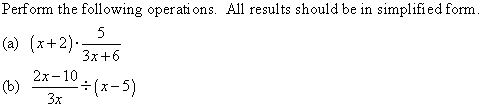 Perform the following operations. All results should be in simplified form.
(a) (x+2)·5/(3x+6)
(b) (2x−10)/(3x)÷(x−5)